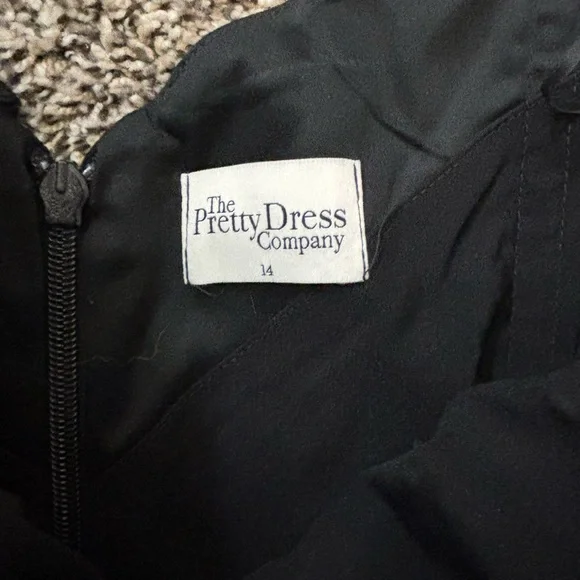 The
Pretty Dress
Company
14